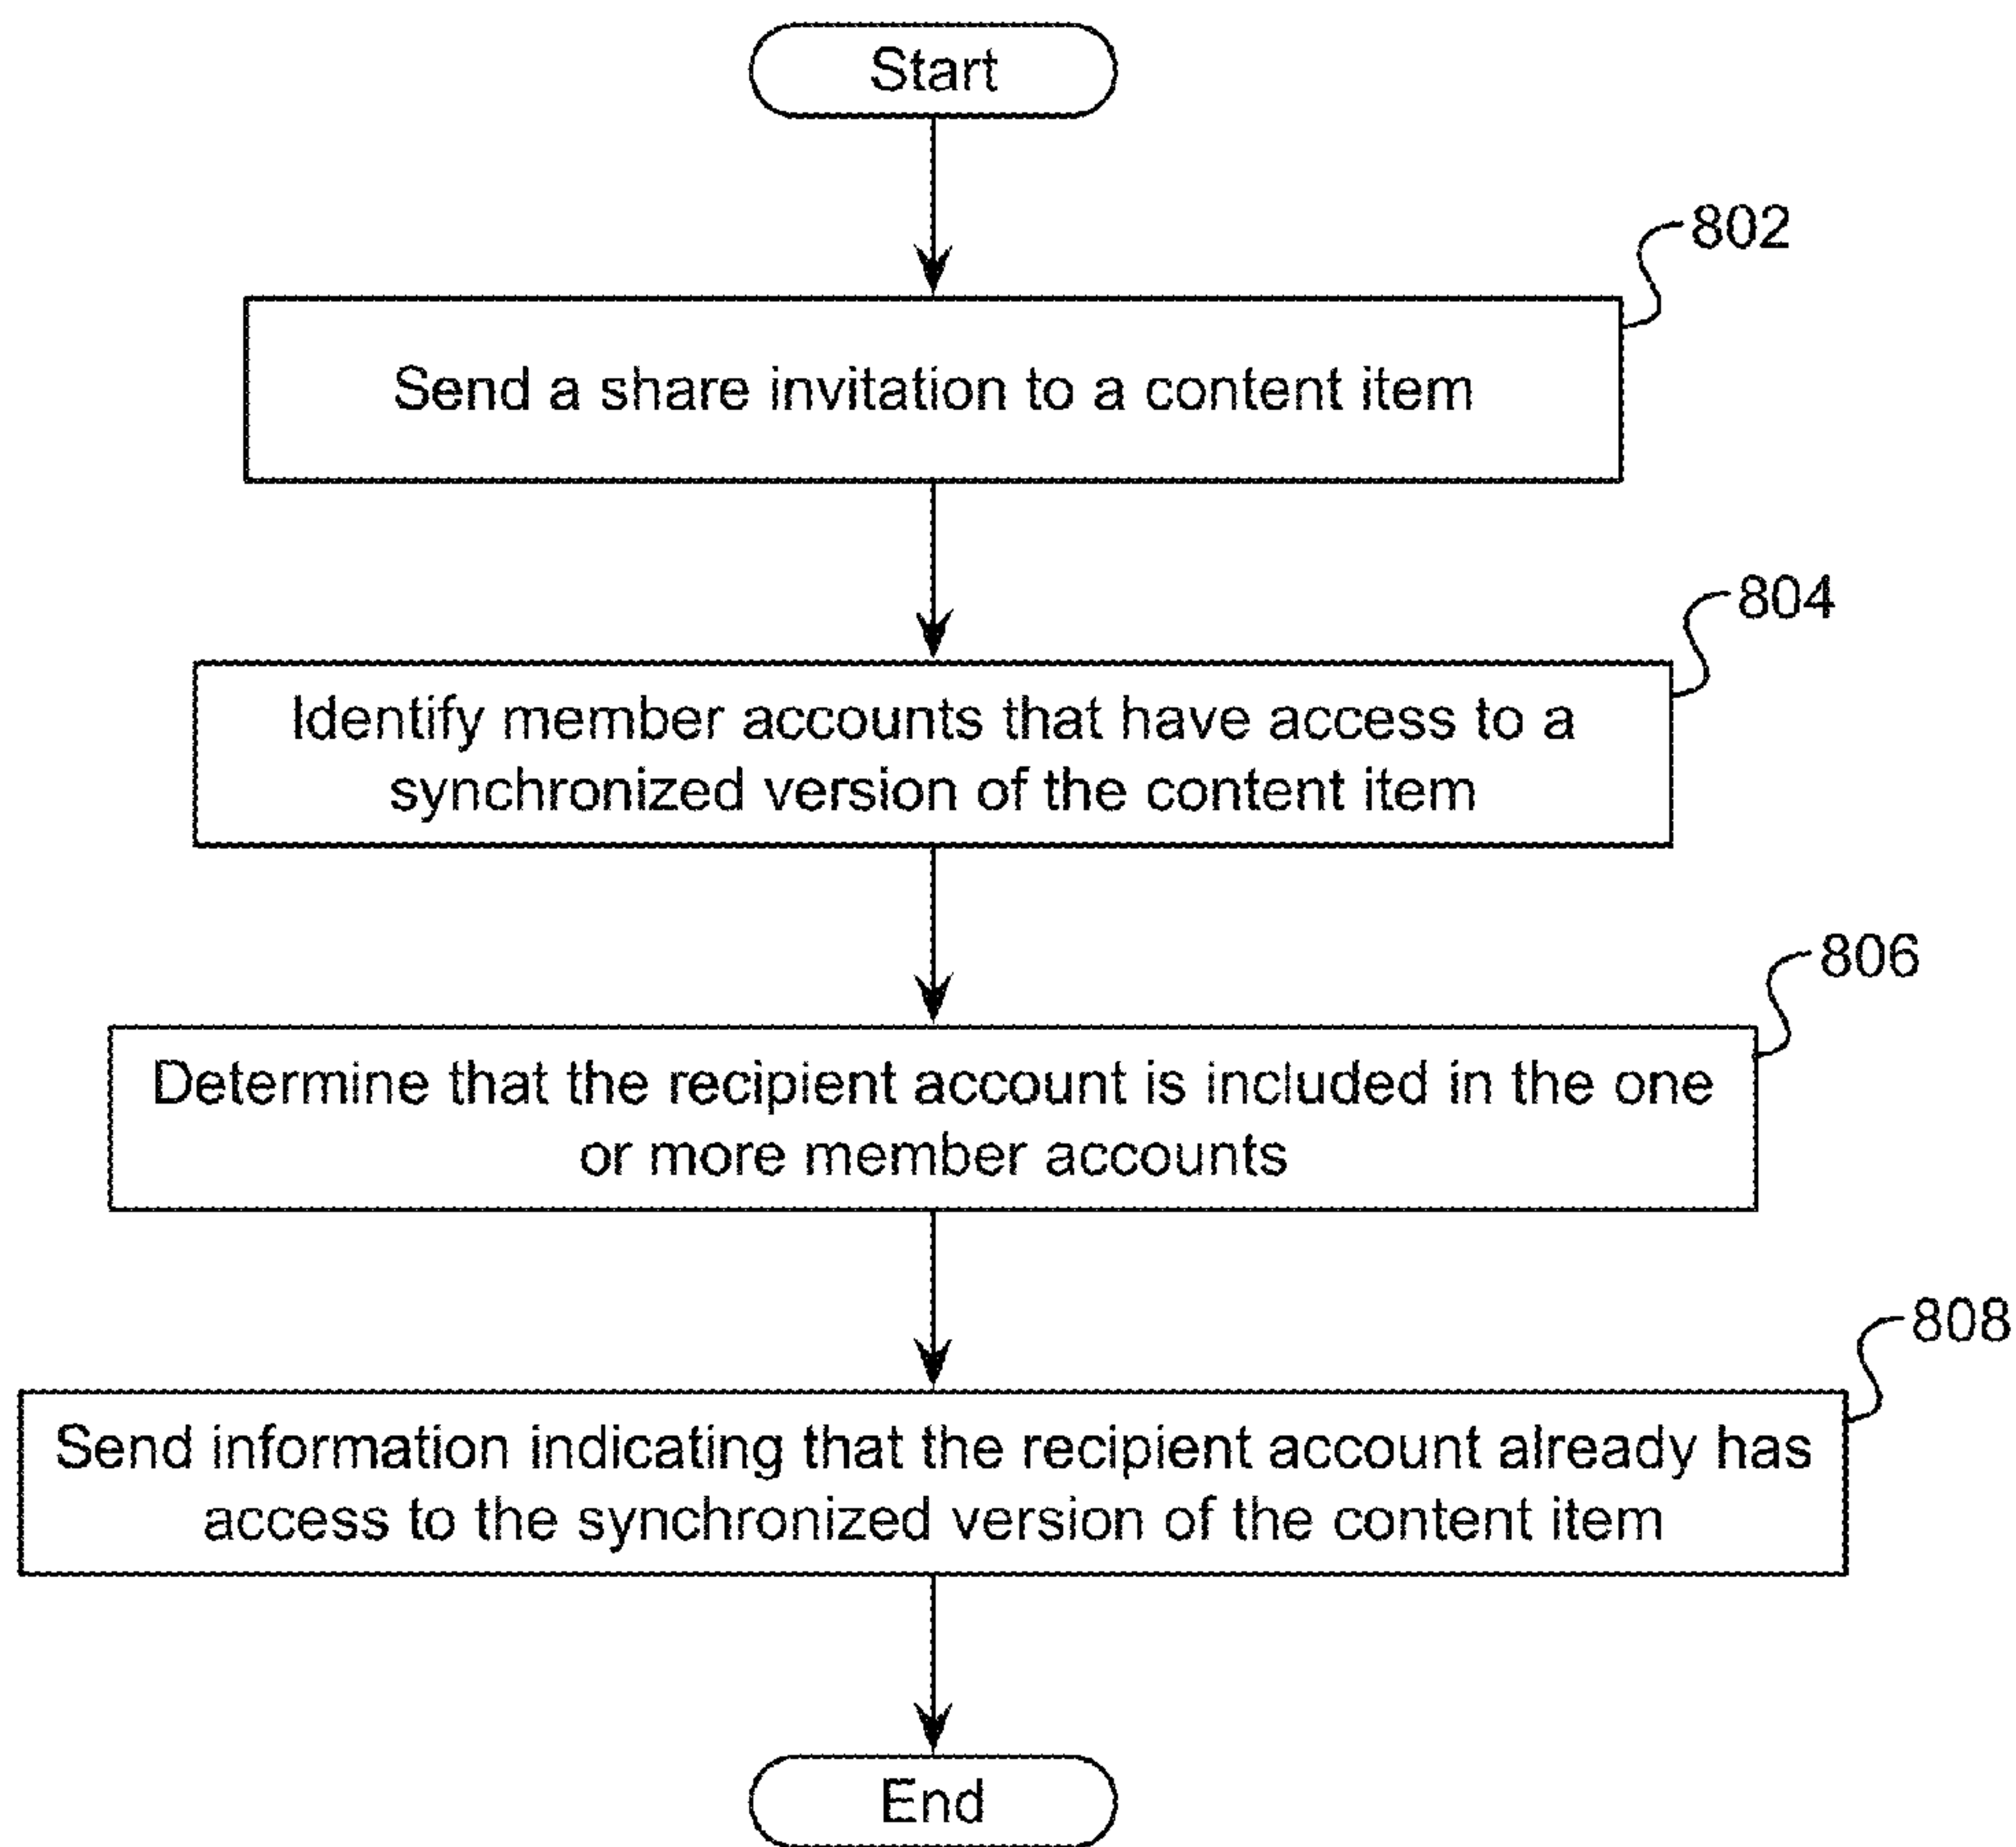 Start
802
Send a share invitation to a content item
804
Identify member accounts that have access to a
synchronized version of the content item
806
Determine that the recipient account is included in the one
or more member accounts
808
Send information indicating that the recipient account already has
access to the synchronized version of the content item
End